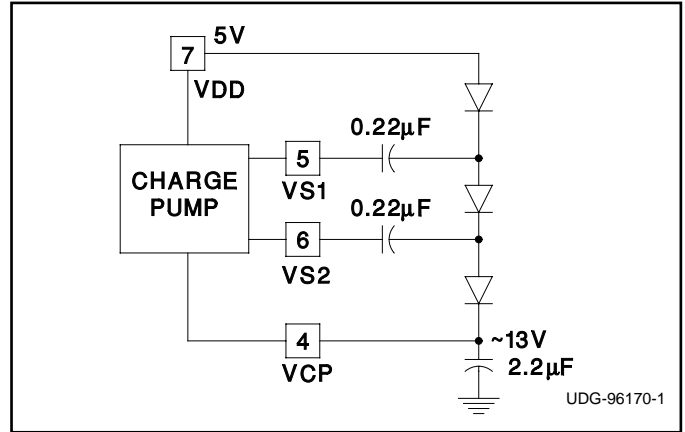 5V
7
VDD
0.22µF
5
VS1
CHARGE
PUMP
0.22µF
6
VS2
4
VCP
~13V
2.2µF
UDG-96170-1